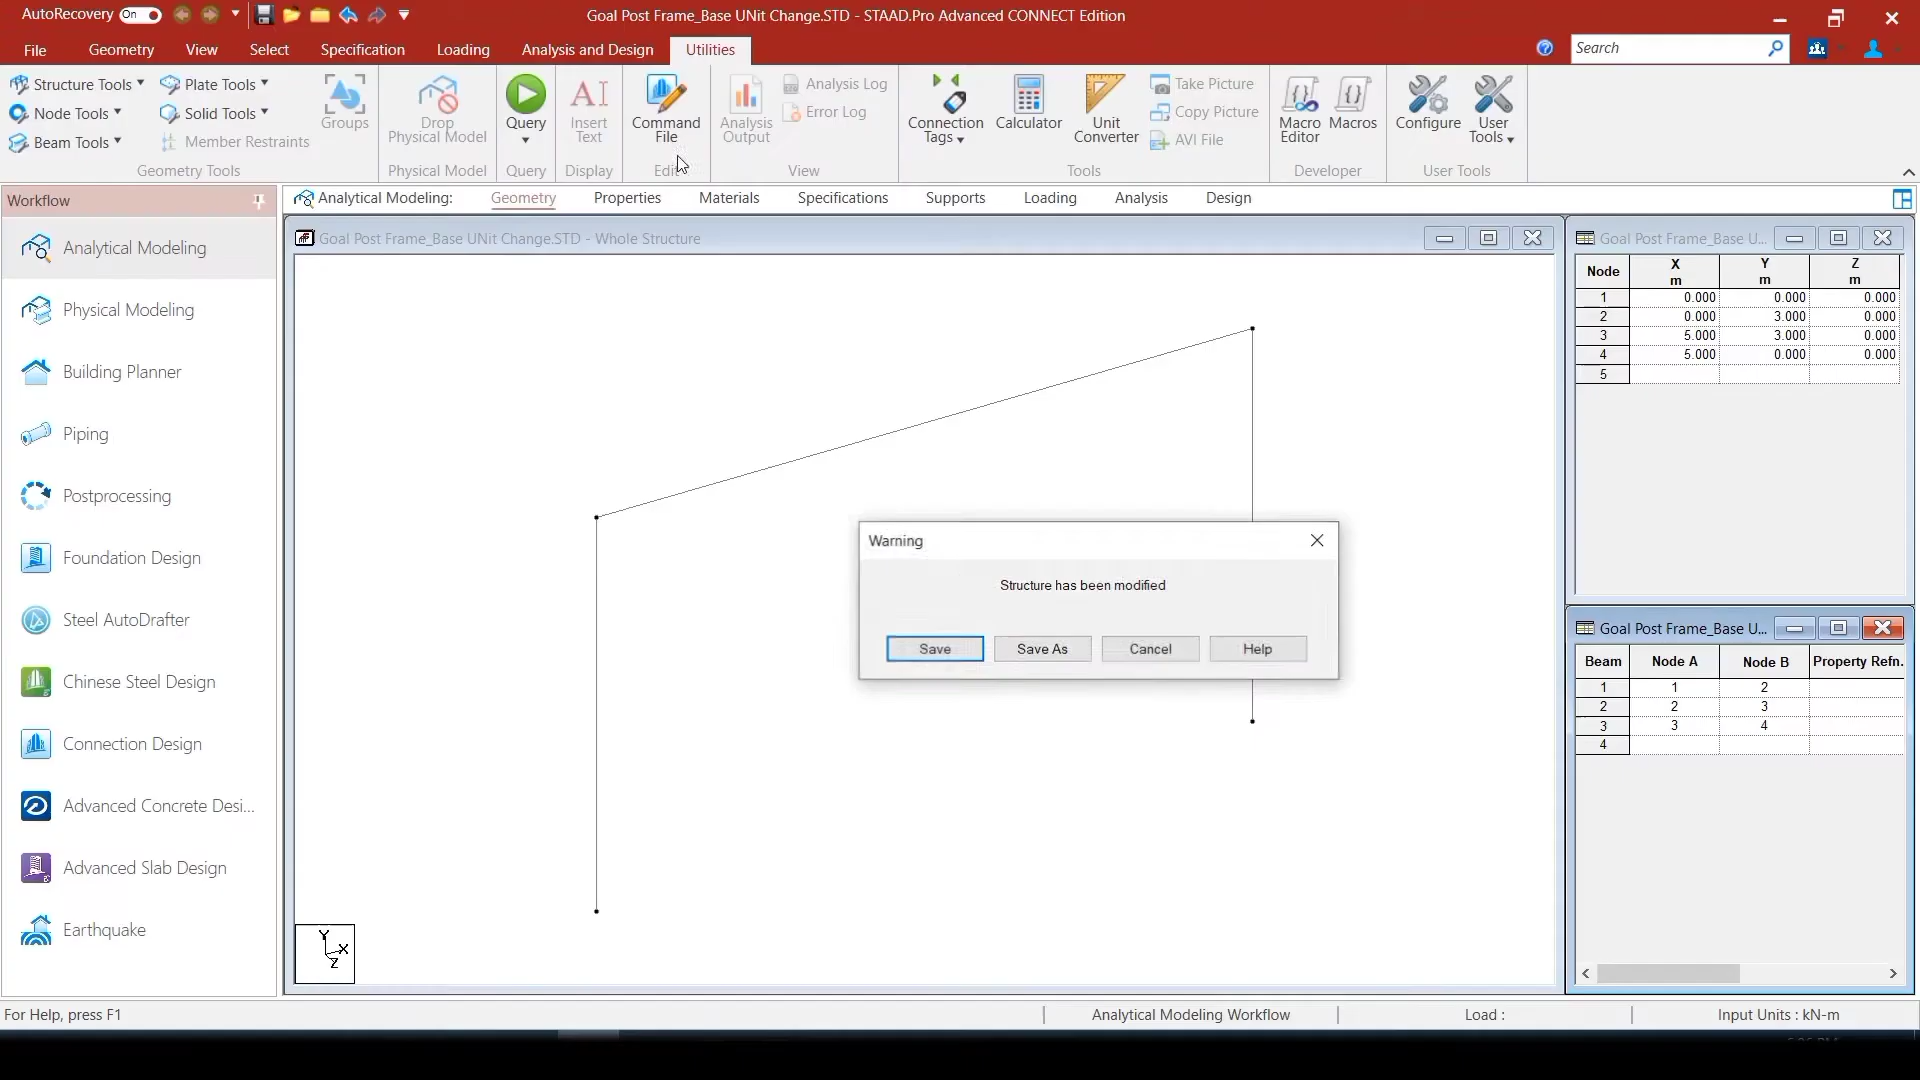 AutoRecovery On
Goal Post Frame_Base UNit Change.STD - STAAD.Pro Advanced CONNECT Edition
File Geometry View Select Specification Loading Analysis and Design Utilities
Search
Structure Tools
Node Tools
Beam Tools
Plate Tools
Solid Tools
Member Restraints
Geometry Tools
Groups
Drop
Physical Model
Physical Model
Query
Query
Insert
Text
Display
Command
File
Analysis
Output
Analysis Log
Error Log
View
Connection
Tags
Calculator
Unit
Converter
Take Picture
Copy Picture
AVI File
Tools
Macro
Editor
Macros
Developer
Configure
User
Tools
User Tools
Workflow
Analytical Modeling
Physical Modeling
Building Planner
Piping
Postprocessing
Foundation Design
Steel AutoDrafter
Chinese Steel Design
Connection Design
Advanced Concrete Desi...
Advanced Slab Design
Earthquake
Analytical Modeling: Geometry Properties Materials Specifications Supports Loading Analysis Design
Goal Post Frame_Base UNit Change.STD - Whole Structure
Y
X
Z
Warning
Structure has been modified
Save Save As Cancel Help
Goal Post Frame_Base U...
Node X m Y m Z m
1 0.000 0.000 0.000
2 0.000 3.000 0.000
3 5.000 3.000 0.000
4 5.000 0.000 0.000
5
Goal Post Frame_Base U...
Beam Node A Node B Property Refn.
1 1 2
2 2 3
3 3 4
4
For Help, press F1
Analytical Modeling Workflow
Load :
Input Units : kN-m